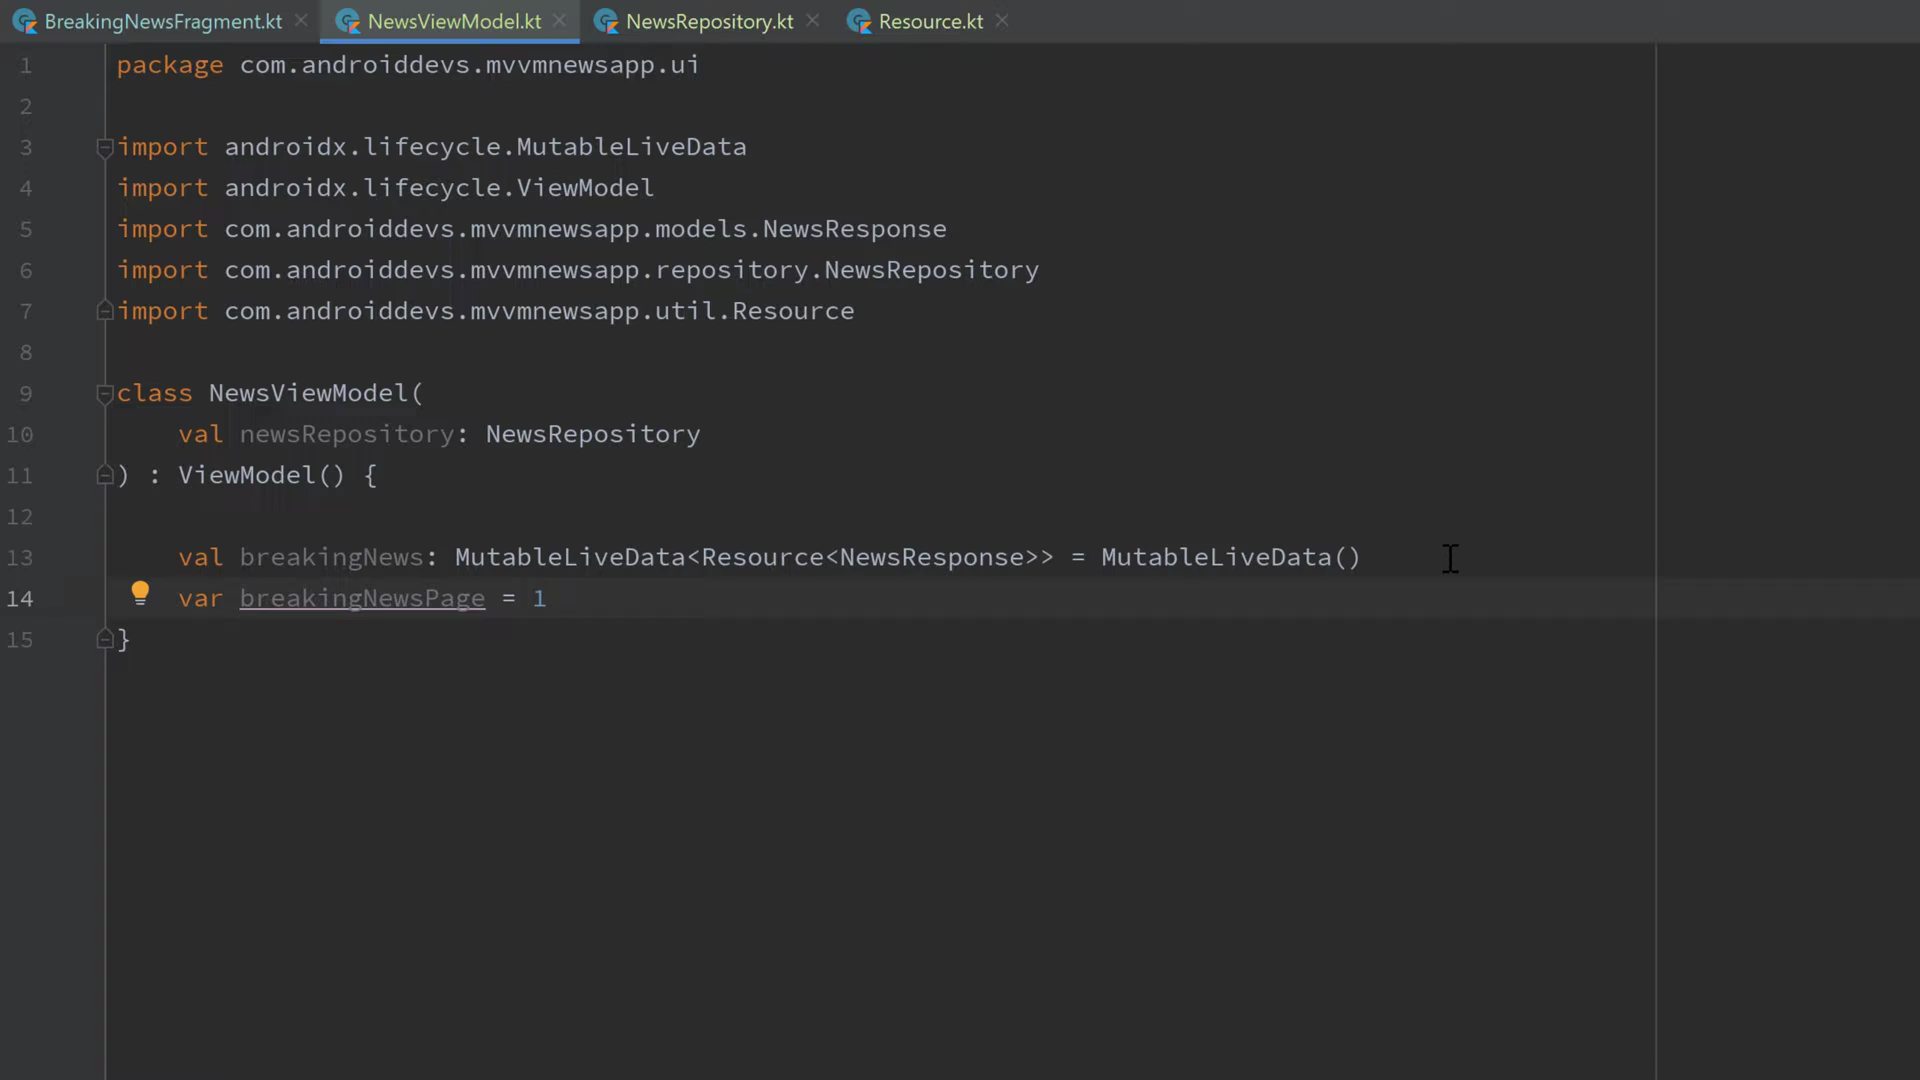 BreakingNewsFragment.kt NewsViewModel.kt NewsRepository.kt Resource.kt
1 package com.androiddevs.mvvmnewsapp.ui
2
3 import androidx.lifecycle.MutableLiveData
4 import androidx.lifecycle.ViewModel
5 import com.androiddevs.mvvmnewsapp.models.NewsResponse
6 import com.androiddevs.mvvmnewsapp.repository.NewsRepository
7 import com.androiddevs.mvvmnewsapp.util.Resource
8
9 class NewsViewModel(
10     val newsRepository: NewsRepository
11 ) : ViewModel() {
12
13     val breakingNews: MutableLiveData<Resource<NewsResponse>> = MutableLiveData()
14     var breakingNewsPage = 1
15 }